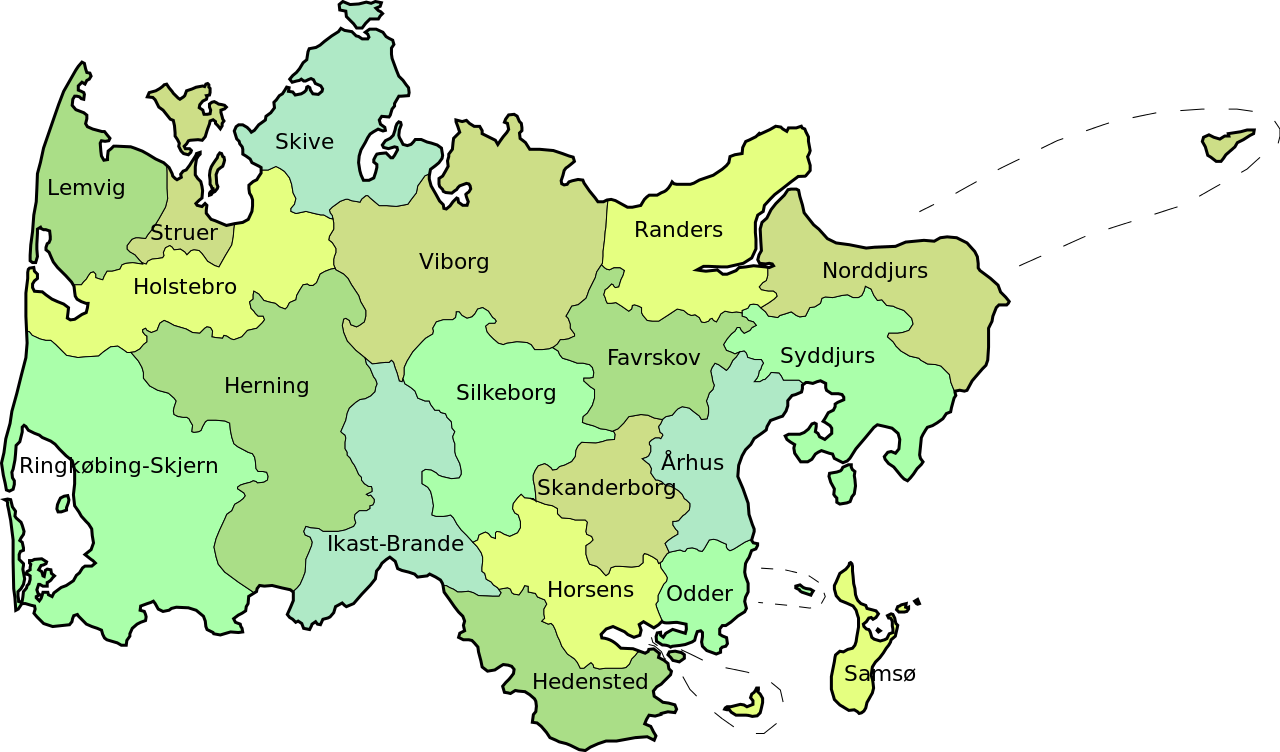 Skive
Lemvig
Struer
Randers
Viborg
Norddjurs
Holstebro
Syddjurs
Favrskov
Herning
Silkeborg
Ringkøbing-Skjern
Århus
Skanderborg
Ikast-Brande
Horsens
Odder
Samsø
Hedensted